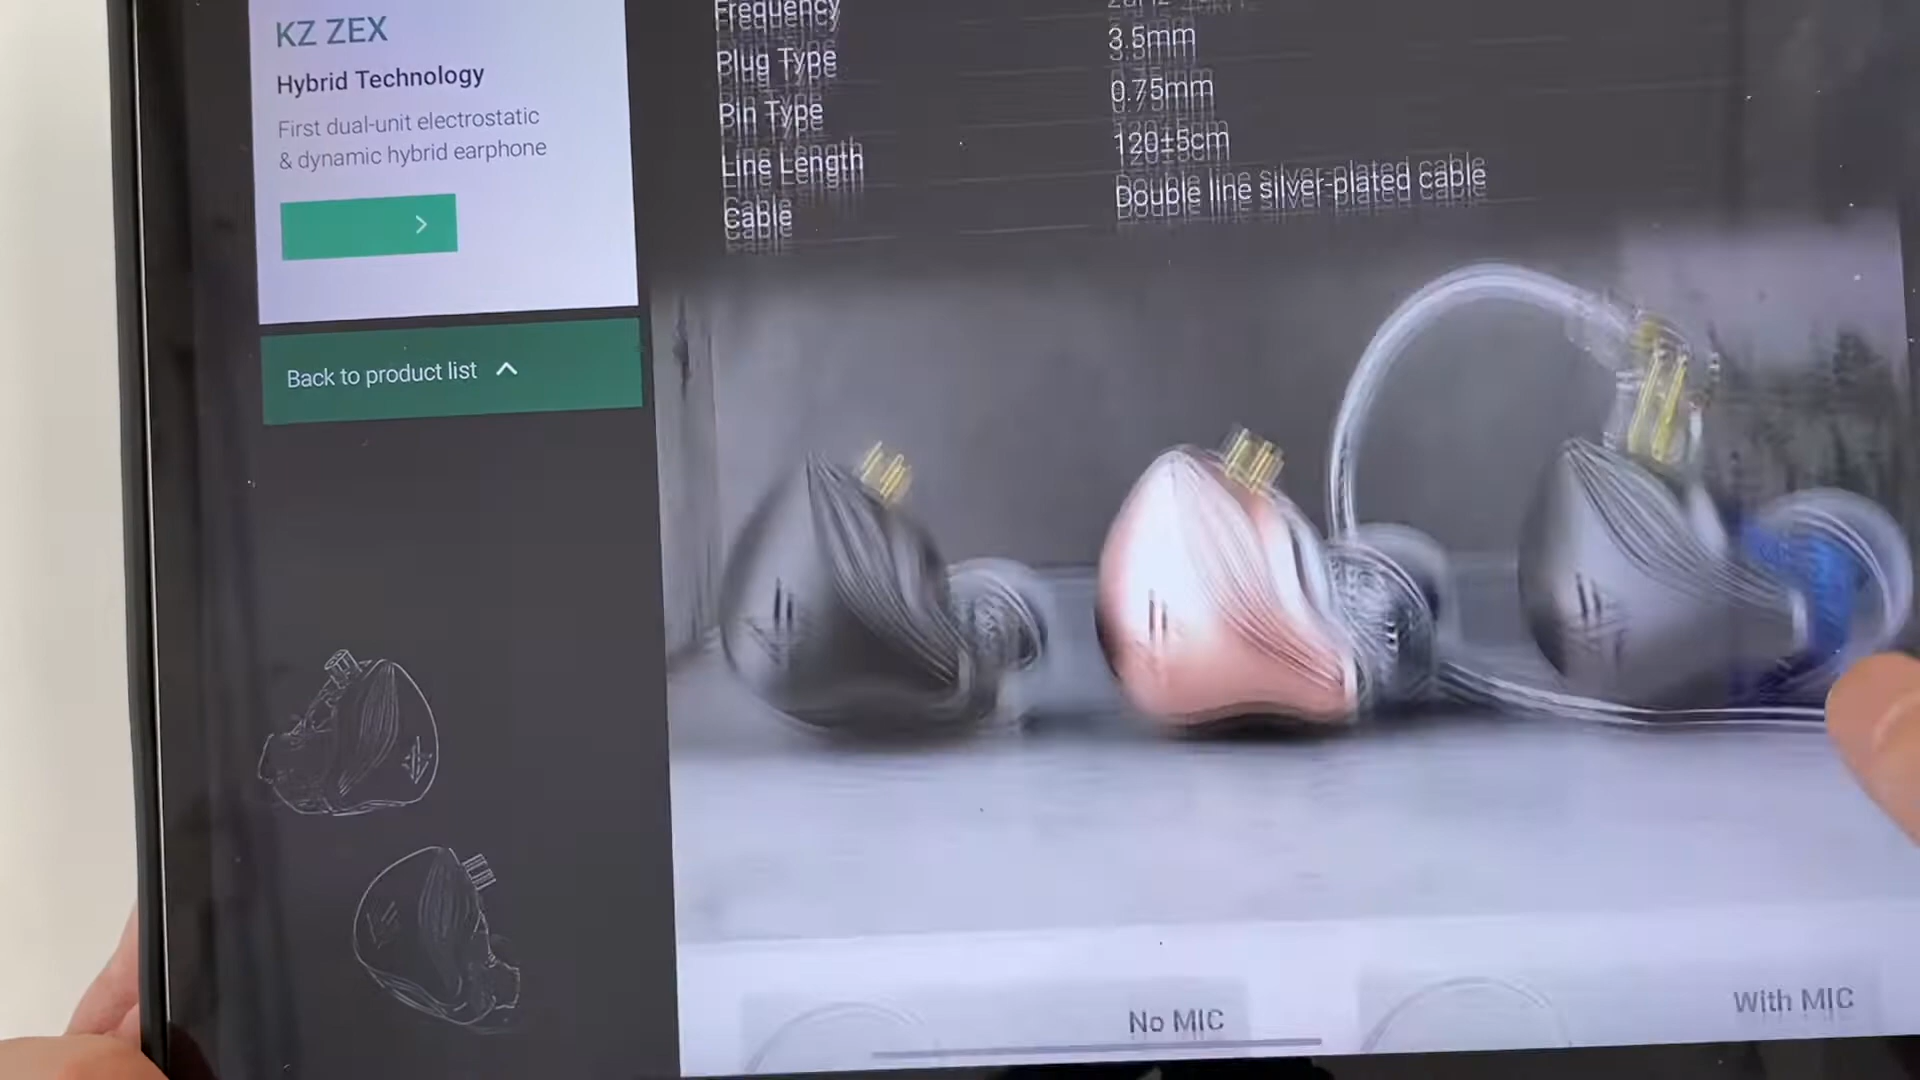 KZ ZEX
Hybrid Technology
First dual-unit electrostatic
& dynamic hybrid earphone
Back to product list
Frequency
Plug Type 3.5mm
Pin Type 0.75mm
Line Length 120±5cm
Cable Double line silver-plated cable
No MIC
With MIC